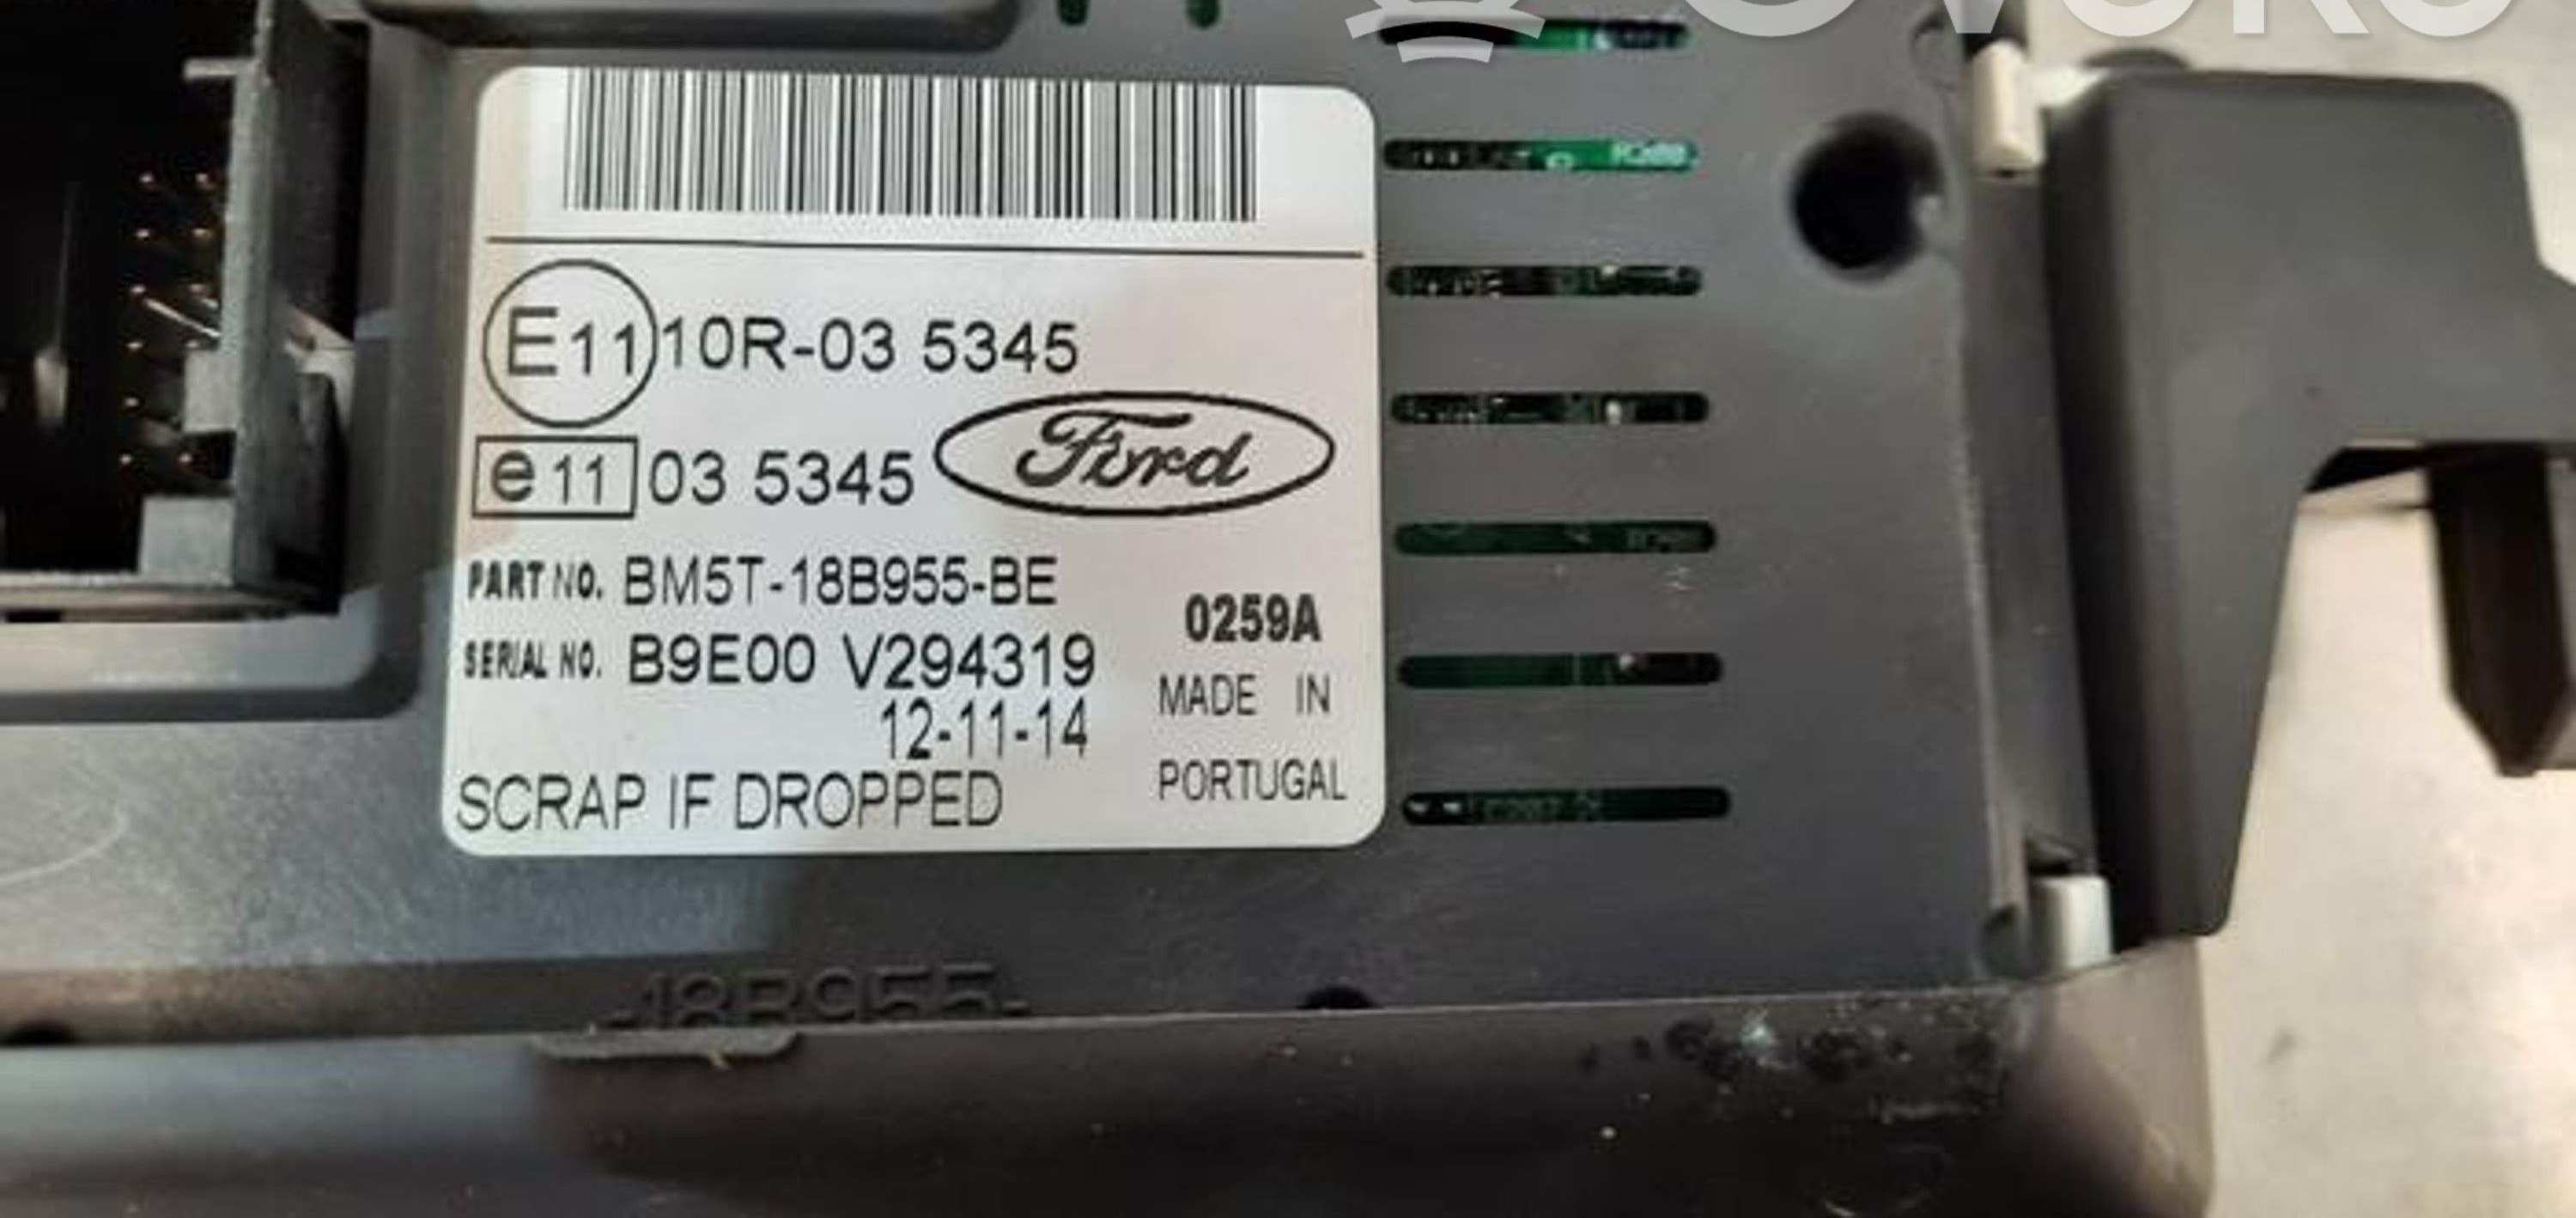 E11 10R-03 5345
e11 03 5345
Ford
PART NO. BM5T-18B955-BE
SERIAL NO. B9E00 V294319
12-11-14
0259A
MADE IN
PORTUGAL
SCRAP IF DROPPED
-18B955-